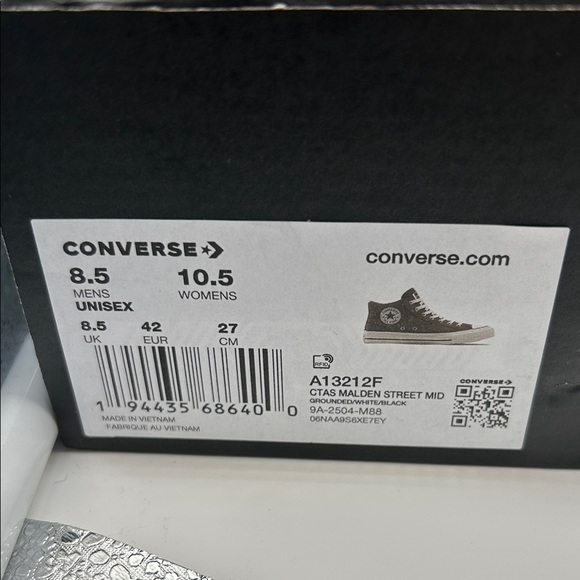 CONVERSE
converse.com
8.5 10.5
MENS WOMENS
UNISEX
8.5 42 27
UK EUR CM
RFID
A13212F
CTAS MALDEN STREET MID
GROUNDED/WHITE/BLACK
9A-2504-M88
06NAA9S6XE7EY
CONVERSE
1 94435 68640 0
MADE IN VIETNAM
FABRIQUE AU VIETNAM